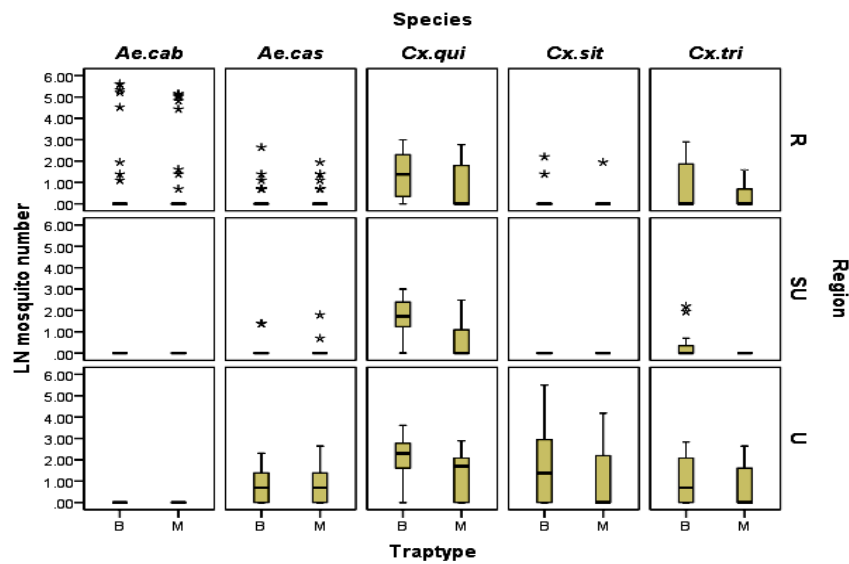 Species
Ae.cab Ae.cas Cx.qui Cx.sit Cx.tri
LN mosquito number
6.00
5.00
4.00
3.00
2.00
1.00
.00
R
6.00
5.00
4.00
3.00
2.00
1.00
.00
SU
Region
6.00
5.00
4.00
3.00
2.00
1.00
.00
U
B M B M B M B M B M
Traptype